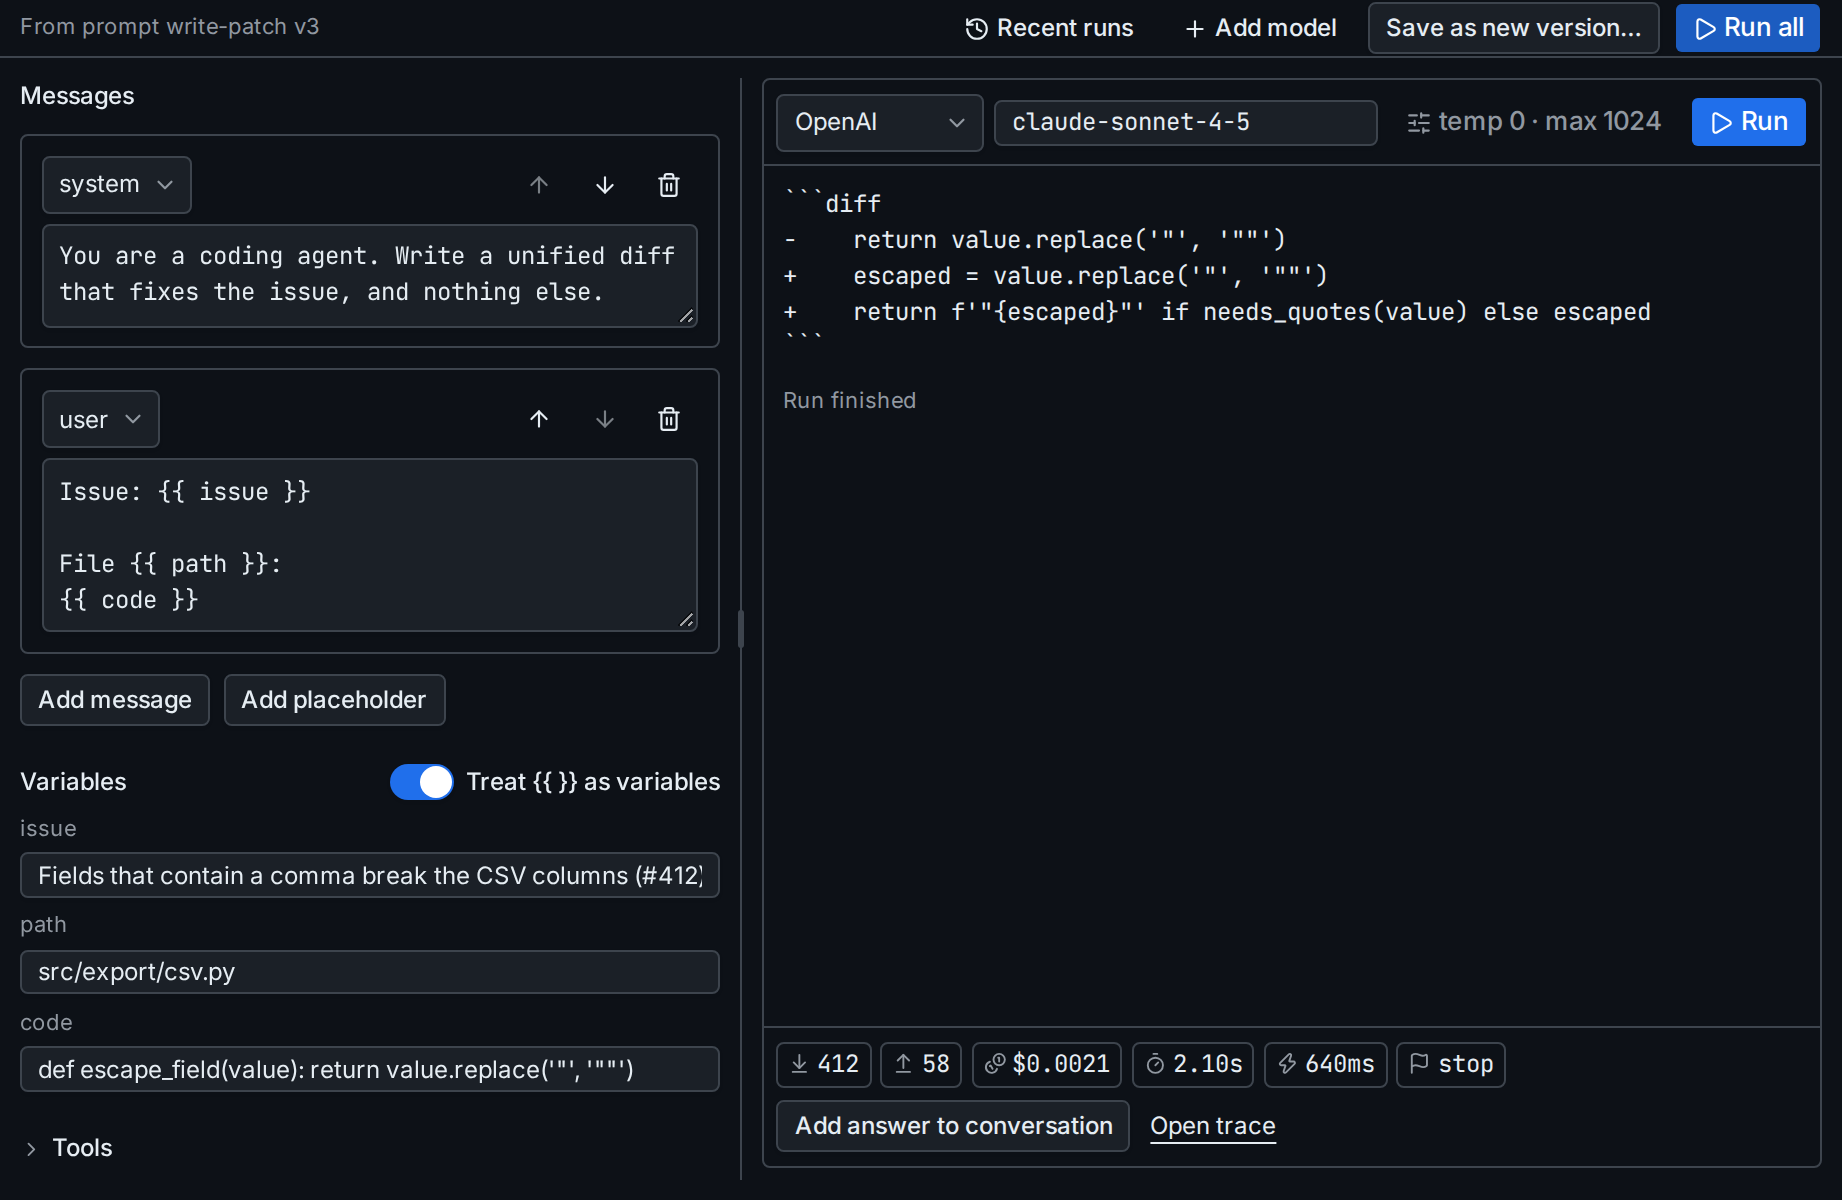 From prompt write-patch v3
Recent runs
Add model
Save as new version...
Run all
Messages
system
You are a coding agent. Write a unified diff
that fixes the issue, and nothing else.
user
Issue: {{ issue }}
File {{ path }}:
{{ code }}
Add message
Add placeholder
Variables
Treat {{ }} as variables
issue
Fields that contain a comma break the CSV columns (#412)
path
src/export/csv.py
code
def escape_field(value): return value.replace('"', '""')
Tools
OpenAI
claude-sonnet-4-5
temp 0 · max 1024
Run
```diff
-    return value.replace('"', '""')
+    escaped = value.replace('"', '""')
+    return f'"{escaped}"' if needs_quotes(value) else escaped
```
Run finished
412
58
$0.0021
2.10s
640ms
stop
Add answer to conversation
Open trace